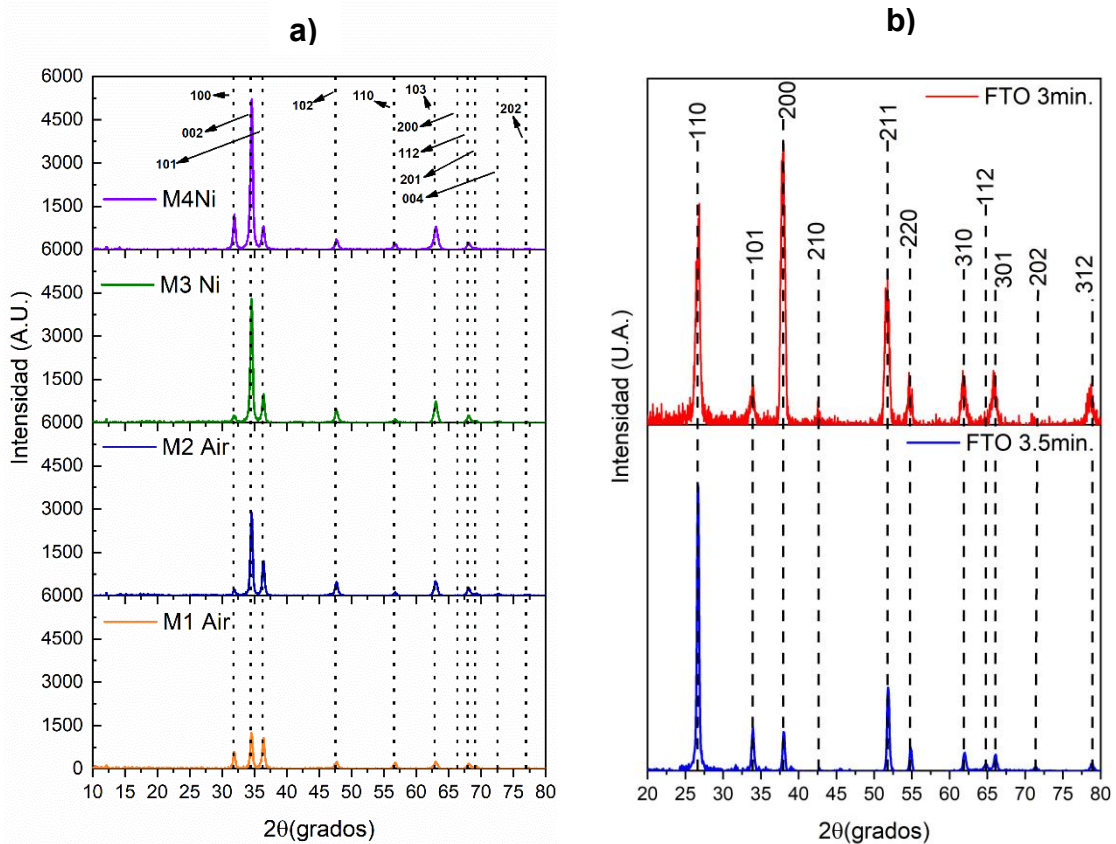 a)
6000
4500
3000
1500
6000
4500
3000
1500
6000
4500
3000
1500
6000
4500
3000
1500
0
Intensidad (A.U.)
100
002
101
102
110
103
200
112
201
004
202
M4Ni
M3 Ni
M2 Air
M1 Air
10 15 20 25 30 35 40 45 50 55 60 65 70 75 80
2θ(grados)
b)
Intensidad (U.A.)
FTO 3min.
110
101
200
210
211
220
310
112
301
202
312
FTO 3.5min.
20 25 30 35 40 45 50 55 60 65 70 75 80
2θ(grados)